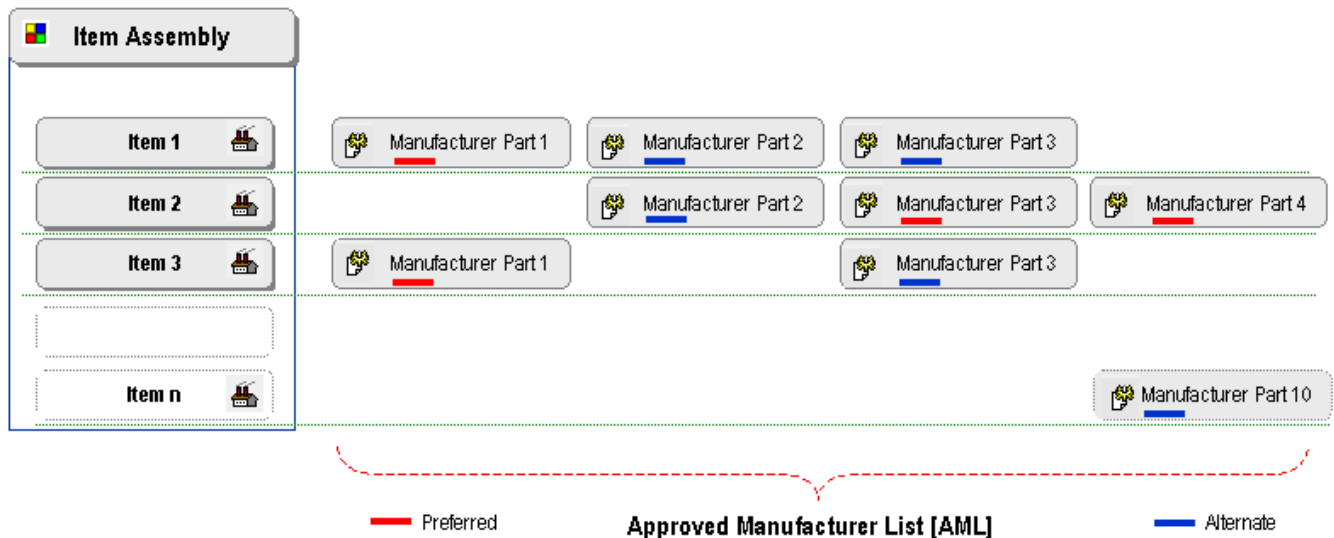 Item Assembly
Item 1 Manufacturer Part 1 Manufacturer Part 2 Manufacturer Part 3
Item 2 Manufacturer Part 2 Manufacturer Part 3 Manufacturer Part 4
Item 3 Manufacturer Part 1 Manufacturer Part 3
Item n Manufacturer Part 10
Preferred Approved Manufacturer List [AML] Alternate